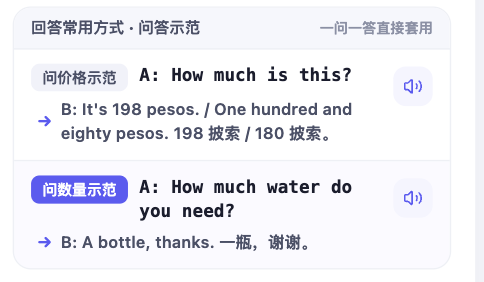 回答常用方式 · 问答示范
一问一答直接套用
问价格示范
A: How much is this?
→ B: It's 198 pesos. / One hundred and
eighty pesos. 198 披索 / 180 披索。
问数量示范
A: How much water do
you need?
→ B: A bottle, thanks. 一瓶，谢谢。